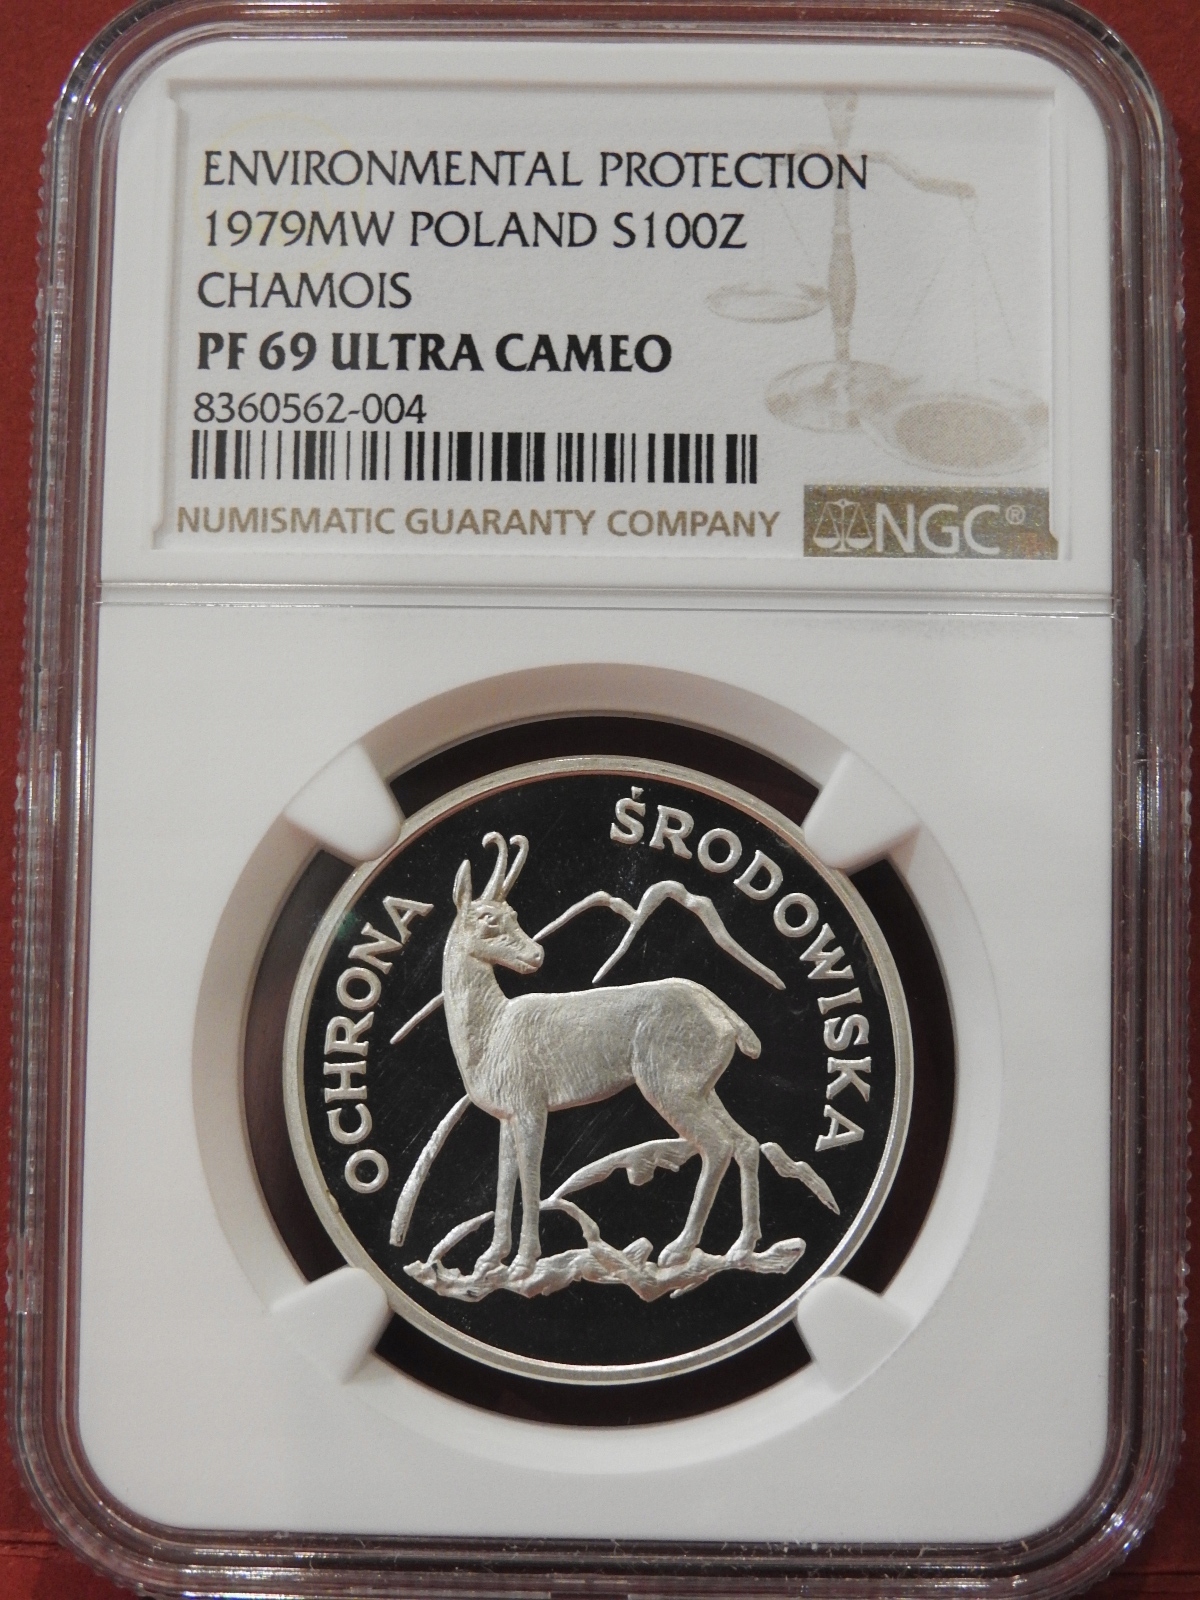 ENVIRONMENTAL PROTECTION
1979MW POLAND S100Z
CHAMOIS
PF 69 ULTRA CAMEO
8360562-004
NUMISMATIC GUARANTY COMPANY
NGC®
OCHRONA ŚRODOWISKA